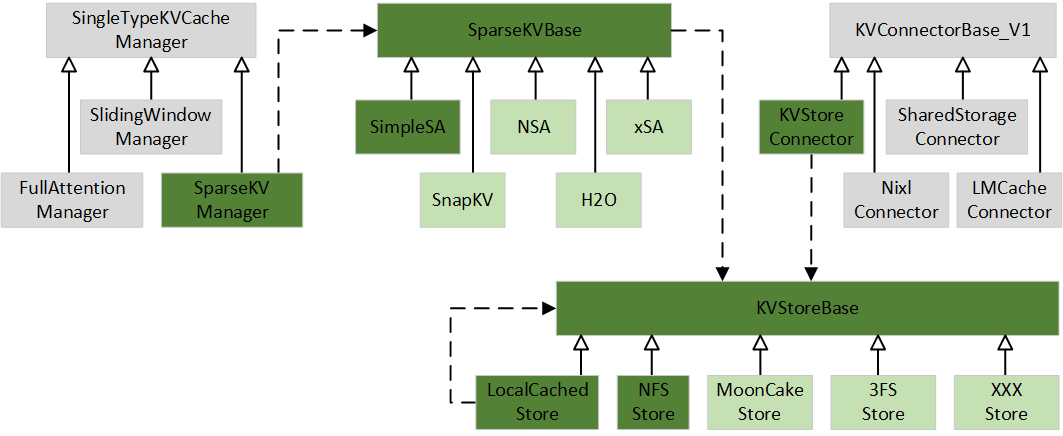 SingleTypeKVCache
Manager
SparseKVBase
KVConnectorBase_V1
SlidingWindow
Manager
SimpleSA
NSA
xSA
KVStore
Connector
SharedStorage
Connector
FullAttention
Manager
SparseKV
Manager
SnapKV
H2O
Nixl
Connector
LMCache
Connector
KVStoreBase
LocalCached
Store
NFS
Store
MoonCake
Store
3FS
Store
XXX
Store